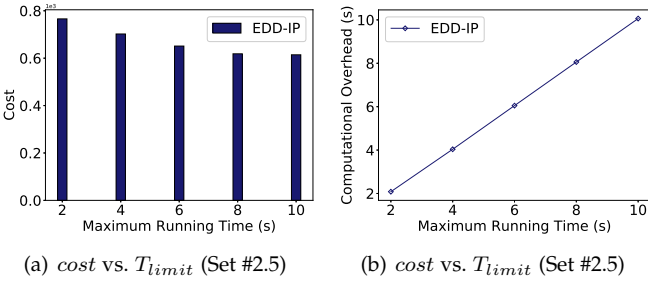 1e3
0.8
0.6
0.4
0.2
0.0
Cost
EDD-IP
2 4 6 8 10
Maximum Running Time (s)
(a) cost vs. T_limit (Set #2.5)
10
8
6
4
2
Computational Overhead (s)
EDD-IP
2 4 6 8 10
Maximum Running Time (s)
(b) cost vs. T_limit (Set #2.5)